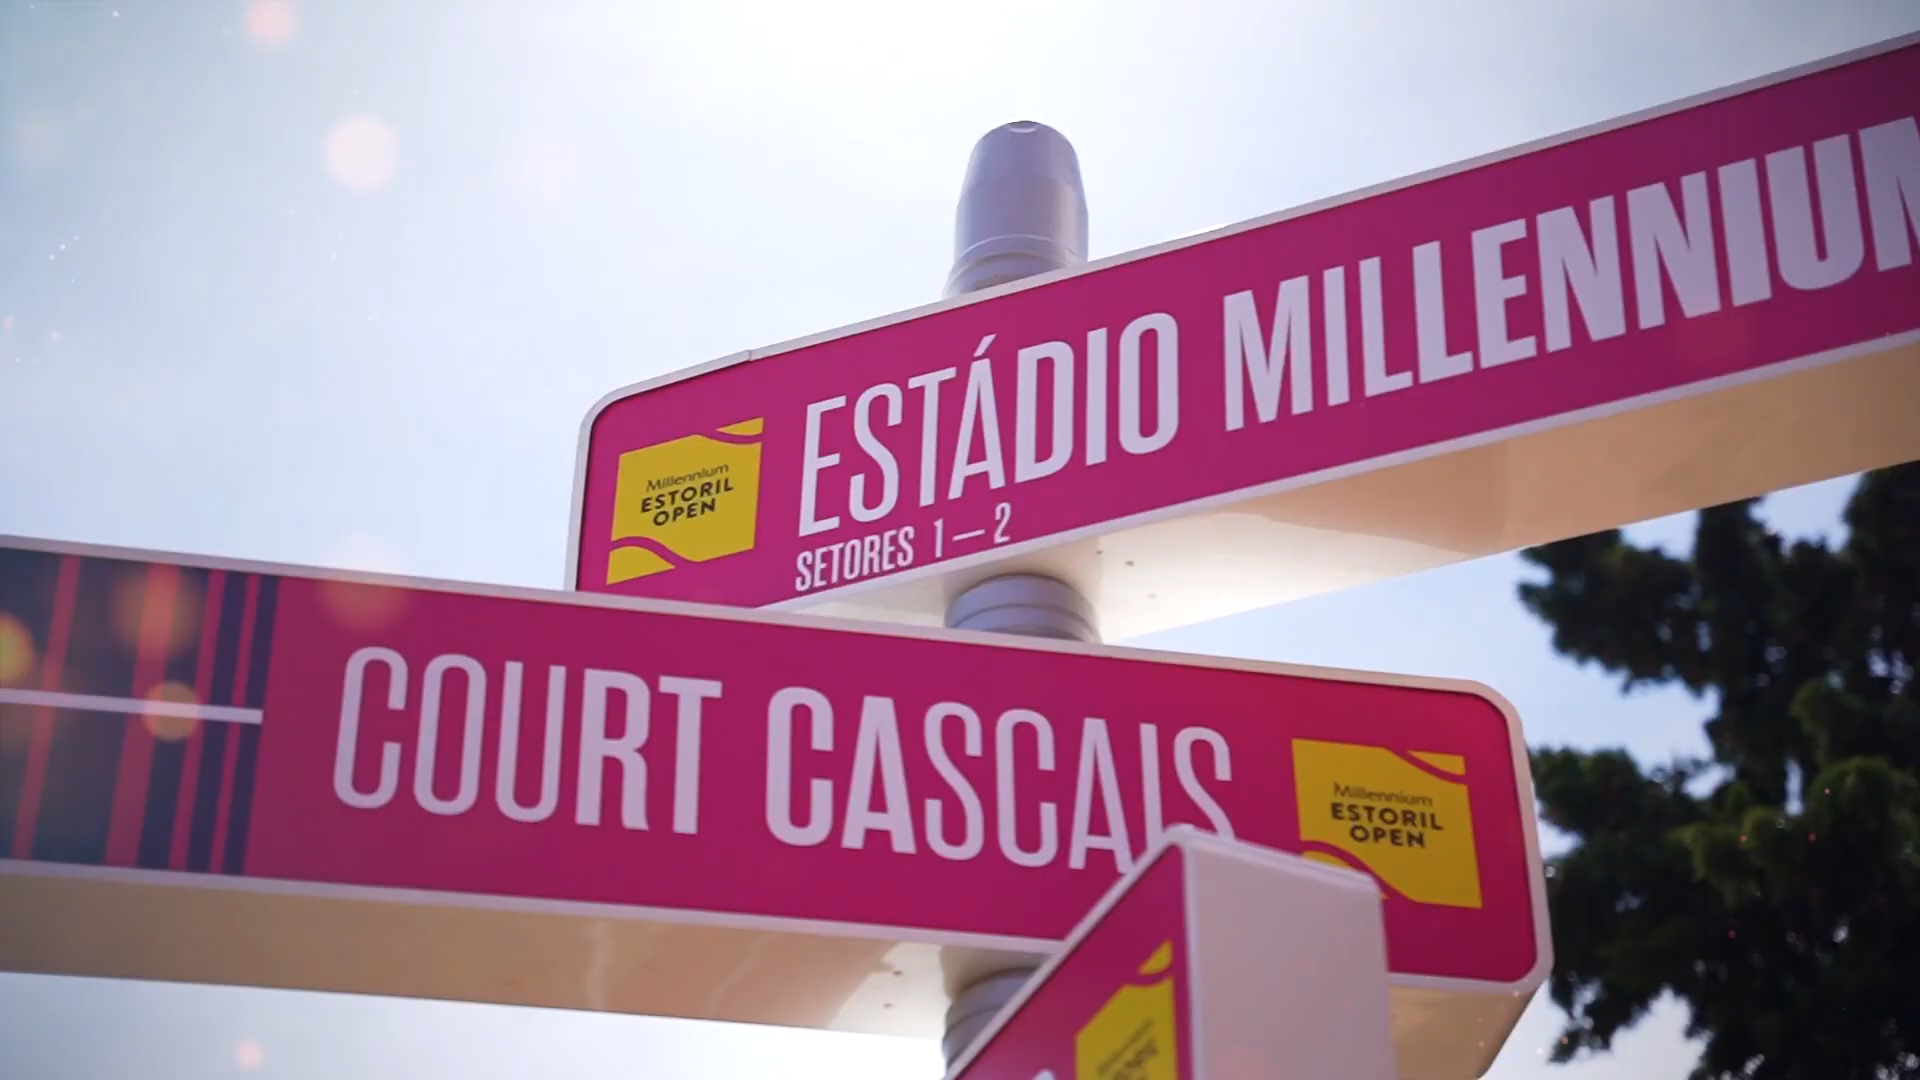 ESTÁDIO MILLENNIUM
SETORES 1 — 2
Millennium
ESTORIL
OPEN
COURT CASCAIS
Millennium
ESTORIL
OPEN